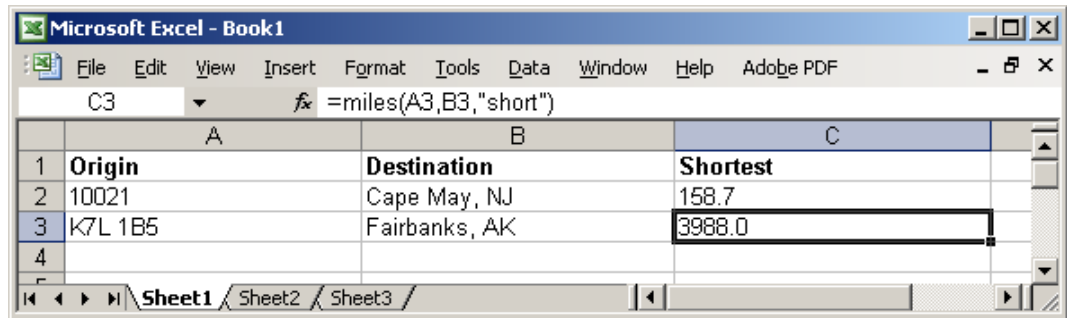 Microsoft Excel - Book1
File Edit View Insert Format Tools Data Window Help Adobe PDF
C3 fx =miles(A3,B3,"short")
A B C
1 Origin Destination Shortest
2 10021 Cape May, NJ 158.7
3 K7L 1B5 Fairbanks, AK 3988.0
4
Sheet1 Sheet2 Sheet3